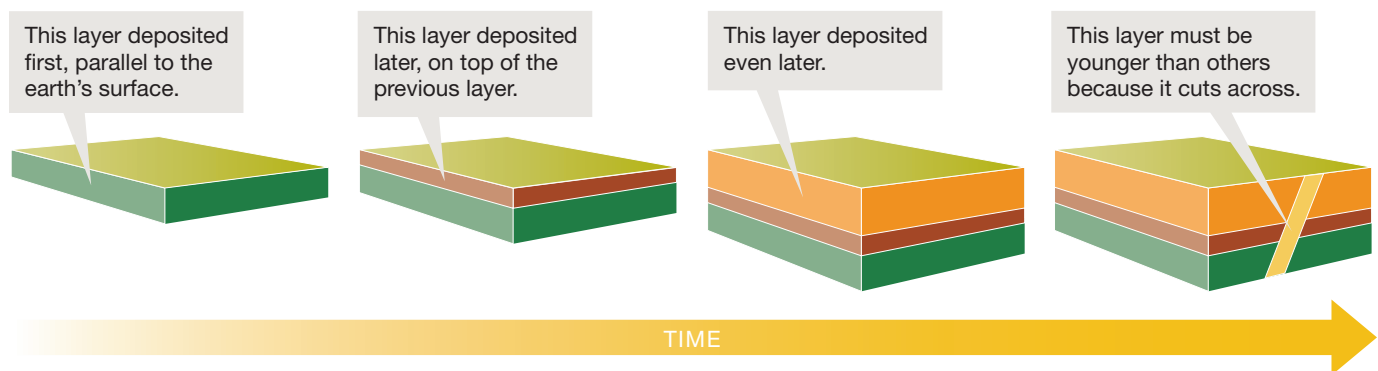 This layer deposited
first, parallel to the
earth’s surface.
This layer deposited
later, on top of the
previous layer.
This layer deposited
even later.
This layer must be
younger than others
because it cuts across.
TIME